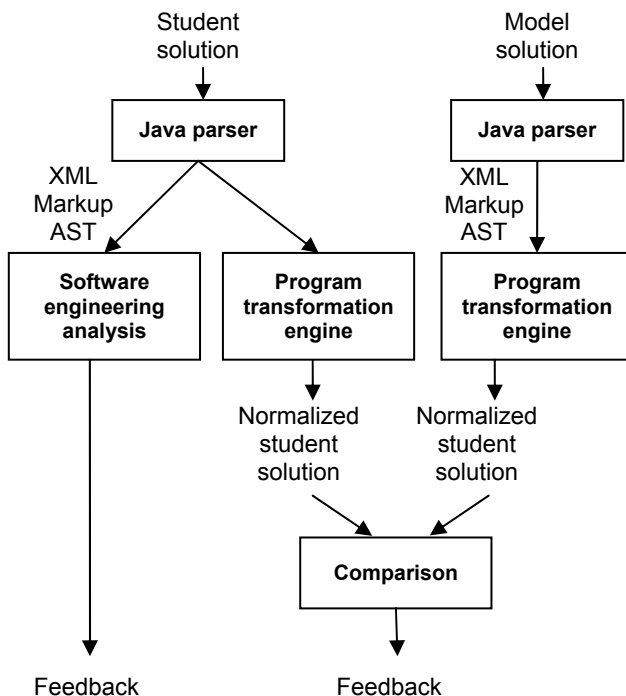 Student
solution
Model
solution
Java parser
Java parser
XML
Markup
AST
XML
Markup
AST
Software
engineering
analysis
Program
transformation
engine
Program
transformation
engine
Normalized
student
solution
Normalized
student
solution
Comparison
Feedback
Feedback